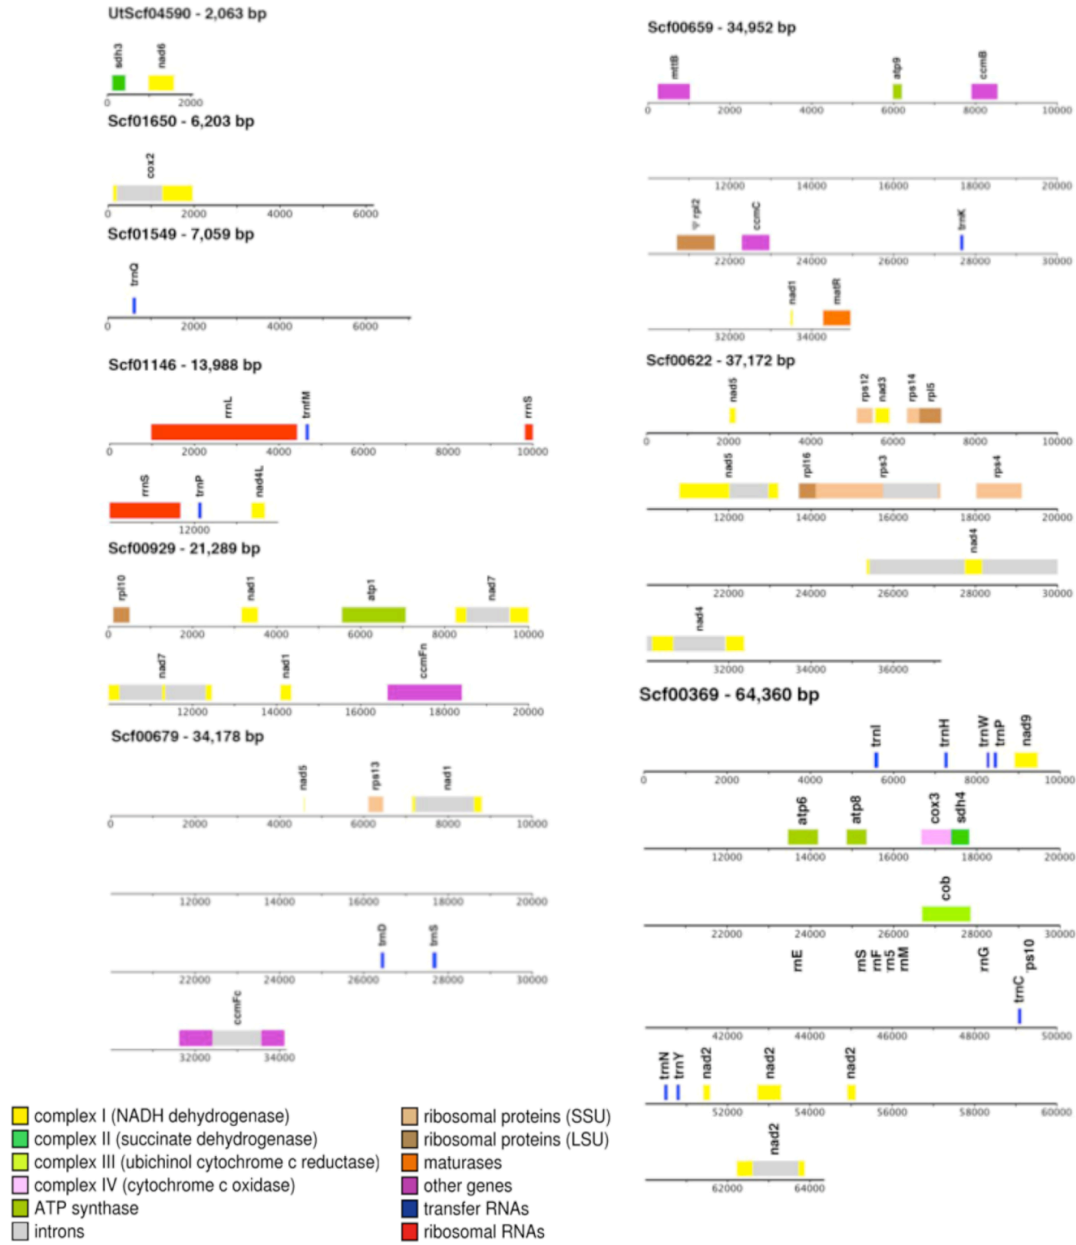 UtScf04590 - 2,063 bp
sdh3 nad6
0 2000
Scf01650 - 6,203 bp
cox2
0 2000 4000 6000
Scf01549 - 7,059 bp
trnQ
0 2000 4000 6000
Scf01146 - 13,988 bp
rrnL trnfM rrnS
0 2000 4000 6000 8000 10000
rrnS trnP nad4L
12000
Scf00929 - 21,289 bp
rpl10 nad1 atp1 nad7
0 2000 4000 6000 8000 10000
nad7 nad1 ccmFn
12000 14000 16000 18000 20000
Scf00679 - 34,178 bp
nad5 rps13 nad1
0 2000 4000 6000 8000 10000
12000 14000 16000 18000 20000
trnD trnS
22000 24000 26000 28000 30000
ccmFc
32000 34000
Scf00659 - 34,952 bp
mttB atp9 ccmB
0 2000 4000 6000 8000 10000
12000 14000 16000 18000 20000
Ψ rpl2 ccmC trnK
22000 24000 26000 28000 30000
nad1 matR
32000 34000
Scf00622 - 37,172 bp
nad5 rps12 nad3 rps14 rpl5
0 2000 4000 6000 8000 10000
nad5 rpl16 rps3 rps4
12000 14000 16000 18000 20000
nad4
22000 24000 26000 28000 30000
nad4
32000 34000 36000
Scf00369 - 64,360 bp
trnI trnH trnW trnP nad9
0 2000 4000 6000 8000 10000
atp6 atp8 cox3 sdh4
12000 14000 16000 18000 20000
cob
22000 24000 26000 28000 30000
rnE rnS rnF rn5 rnM rnG ps10
trnC
42000 44000 46000 48000 50000
trnN trnY nad2 nad2 nad2
52000 54000 56000 58000 60000
nad2
62000 64000
complex I (NADH dehydrogenase)
complex II (succinate dehydrogenase)
complex III (ubichinol cytochrome c reductase)
complex IV (cytochrome c oxidase)
ATP synthase
introns
ribosomal proteins (SSU)
ribosomal proteins (LSU)
maturases
other genes
transfer RNAs
ribosomal RNAs